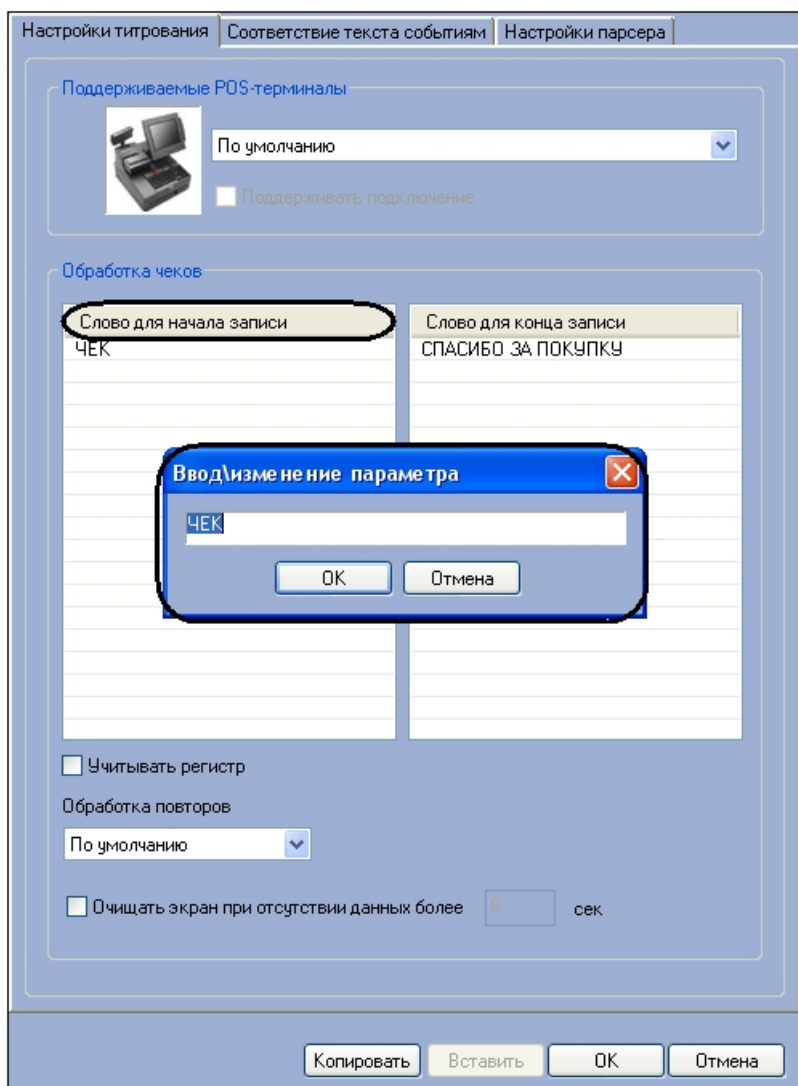 Настройки титрования Соответствие текста событиям Настройки парсера
Поддерживаемые POS-терминалы
По умолчанию
Поддерживать подключение
Обработка чеков
Слово для начала записи Слово для конца записи
ЧЕК СПАСИБО ЗА ПОКУПКУ
Ввод\изменение параметра
ЧЕК
OK Отмена
Учитывать регистр
Обработка повторов
По умолчанию
Очищать экран при отсутствии данных более 0 сек
Копировать Вставить OK Отмена